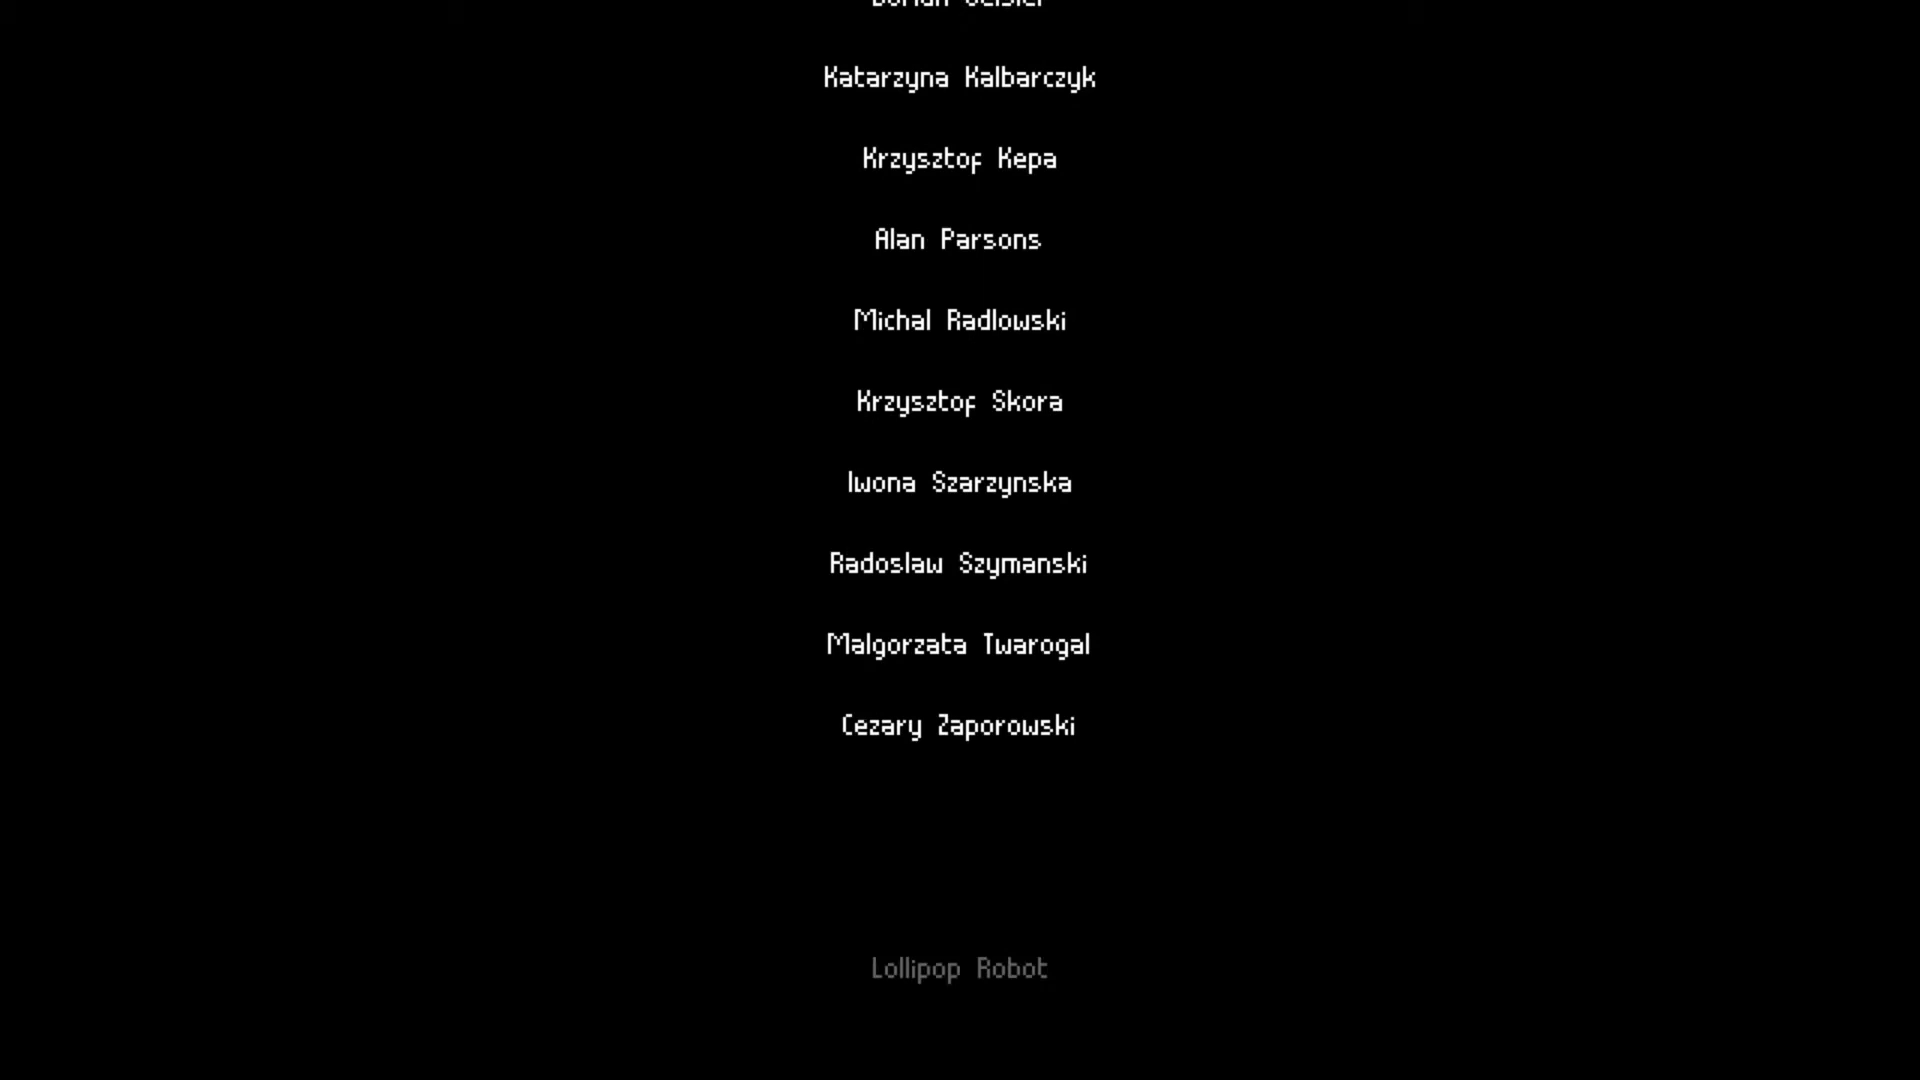 Katarzyna Kalbarczyk
Krzysztof Kepa
Alan Parsons
Michal Radlowski
Krzysztof Skora
Iwona Szarzynska
Radoslaw Szymanski
Malgorzata Twarogal
Cezary Zaporowski
Lollipop Robot